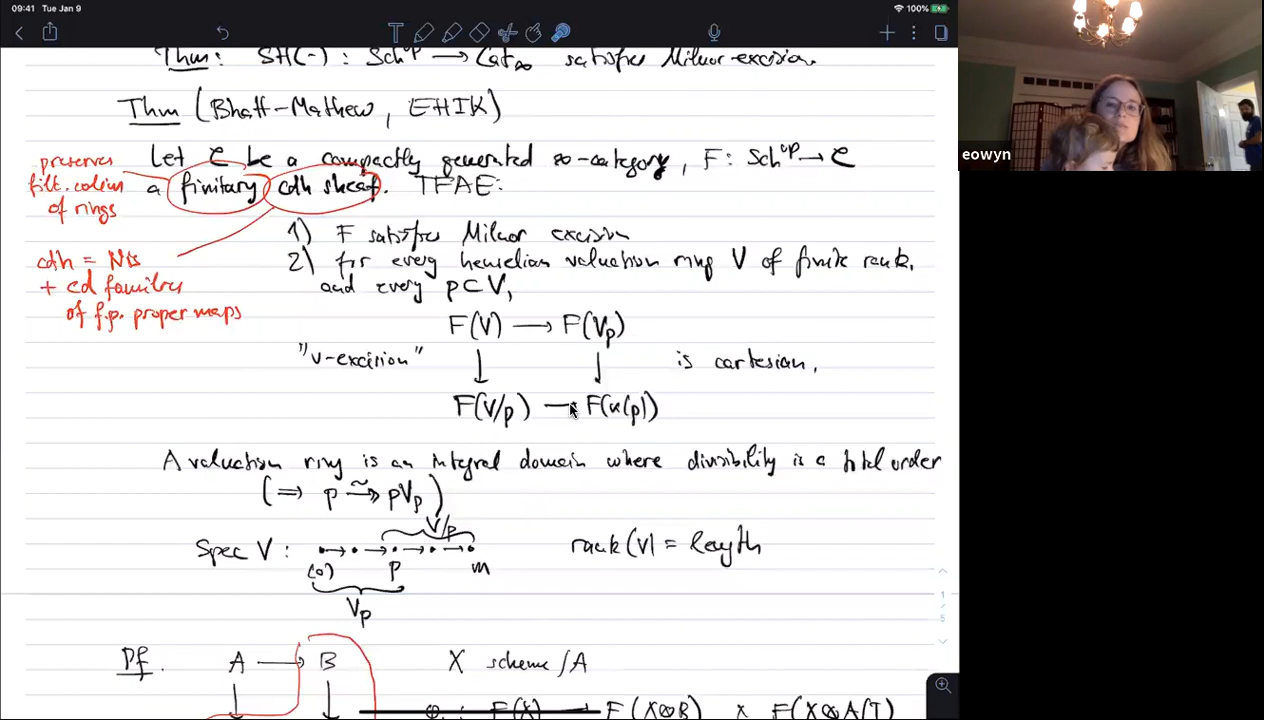 09:41 Tue Jan 9
100%
Thm: SH(-): Sch^op → Cat_∞ satisfies Milnor excision.
Thm (Bhatt-Mathew, EHIK)
Let C be a compactly generated ∞-category, F: Sch^op → C
a finitary cdh sheaf. TFAE:
preserves
filt. colim
of rings
cdh = Nis
+ cd families
of f.p. proper maps
1) F satisfies Milnor excision
2) for every henselian valuation ring V of finite rank,
and every p⊂V,
F(V) → F(V_p)
"v-excision" ↓ ↓ is cartesian.
F(V/p) → F(κ(p))
A valuation ring is an integral domain where divisibility is a total order
(⇒ p ⥲ pV_p)
V/p
Spec V: rank(V) = length
(0) p m
V_p
Pf. A → B X scheme /A
F(X) → F(X⊗B) × F(X⊗A/I)
1
/
5
eowyn